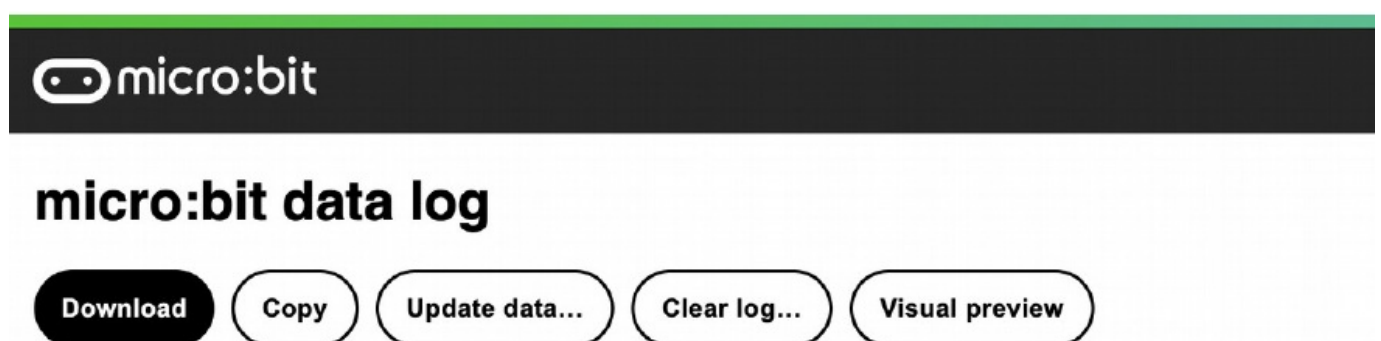 micro:bit
micro:bit data log
Download Copy Update data... Clear log... Visual preview